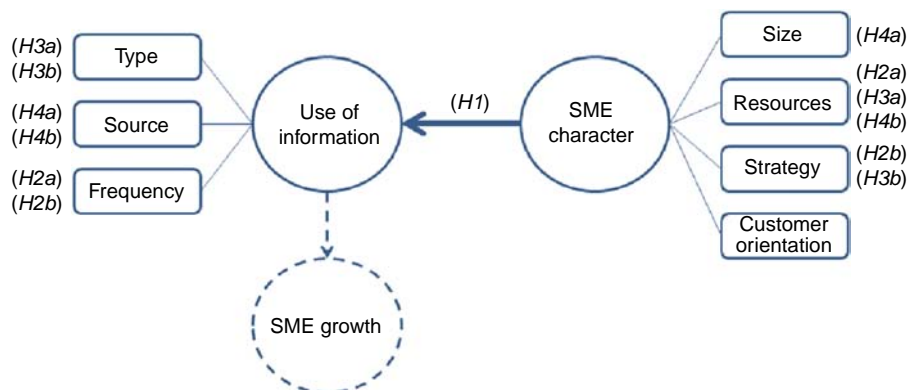 (H3a)
(H3b)
Type
(H4a)
(H4b)
Source
(H2a)
(H2b)
Frequency
Use of
information
(H1)
SME
character
Size
(H4a)
Resources
(H2a)
(H3a)
(H4b)
Strategy
(H2b)
(H3b)
Customer
orientation
SME growth